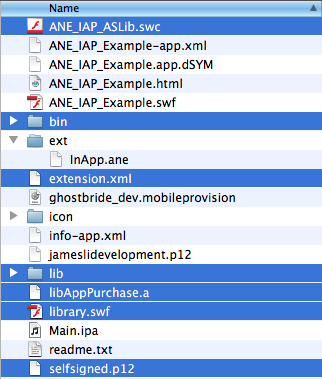 Name
ANE_IAP_ASLib.swc
ANE_IAP_Example-app.xml
ANE_IAP_Example.app.dSYM
ANE_IAP_Example.html
ANE_IAP_Example.swf
bin
ext
InApp.ane
extension.xml
ghostbride_dev.mobileprovision
icon
info-app.xml
jameslidevelopment.p12
lib
libAppPurchase.a
library.swf
Main.ipa
readme.txt
selfsigned.p12